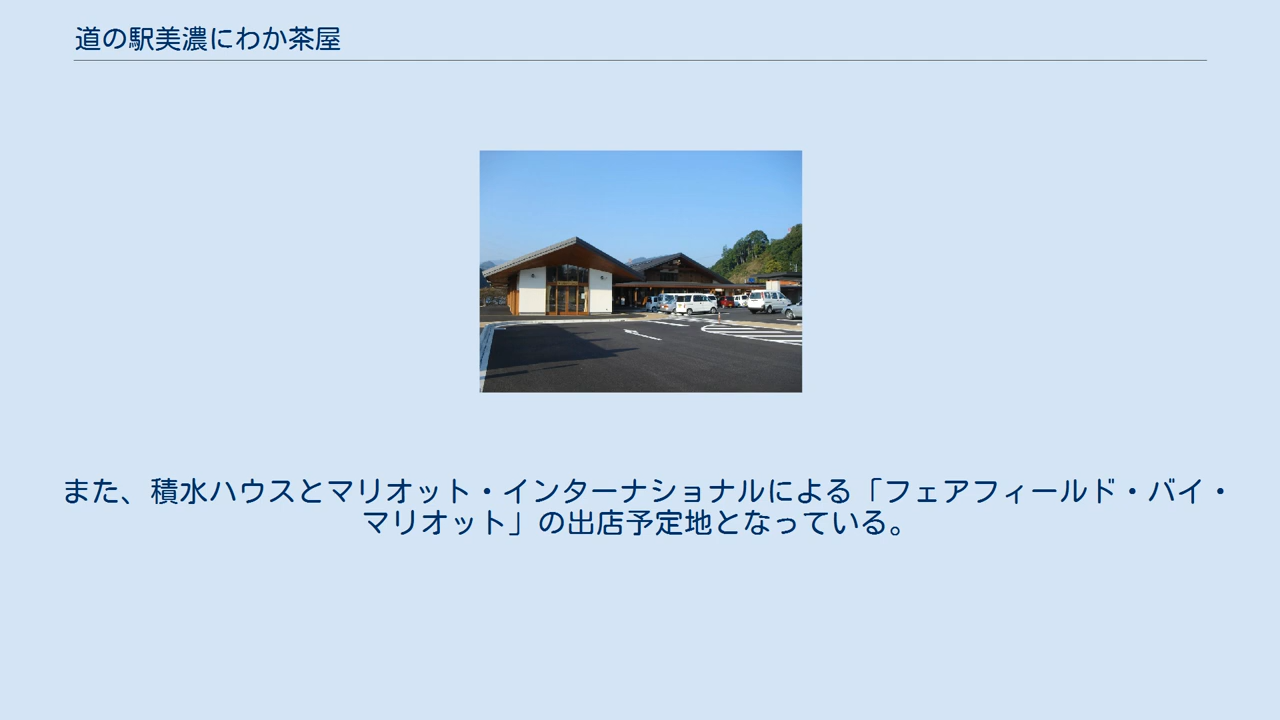 道の駅美濃にわか茶屋
また、積水ハウスとマリオット・インターナショナルによる「フェアフィールド・バイ・
マリオット」の出店予定地となっている。